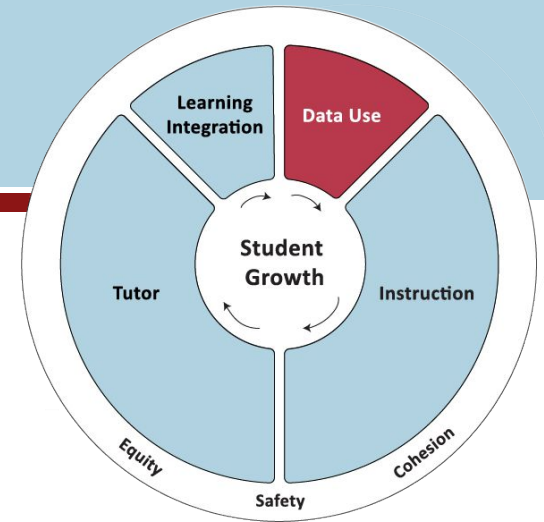 Learning
Integration
Data Use
Student
Growth
Tutor
Instruction
Equity
Safety
Cohesion